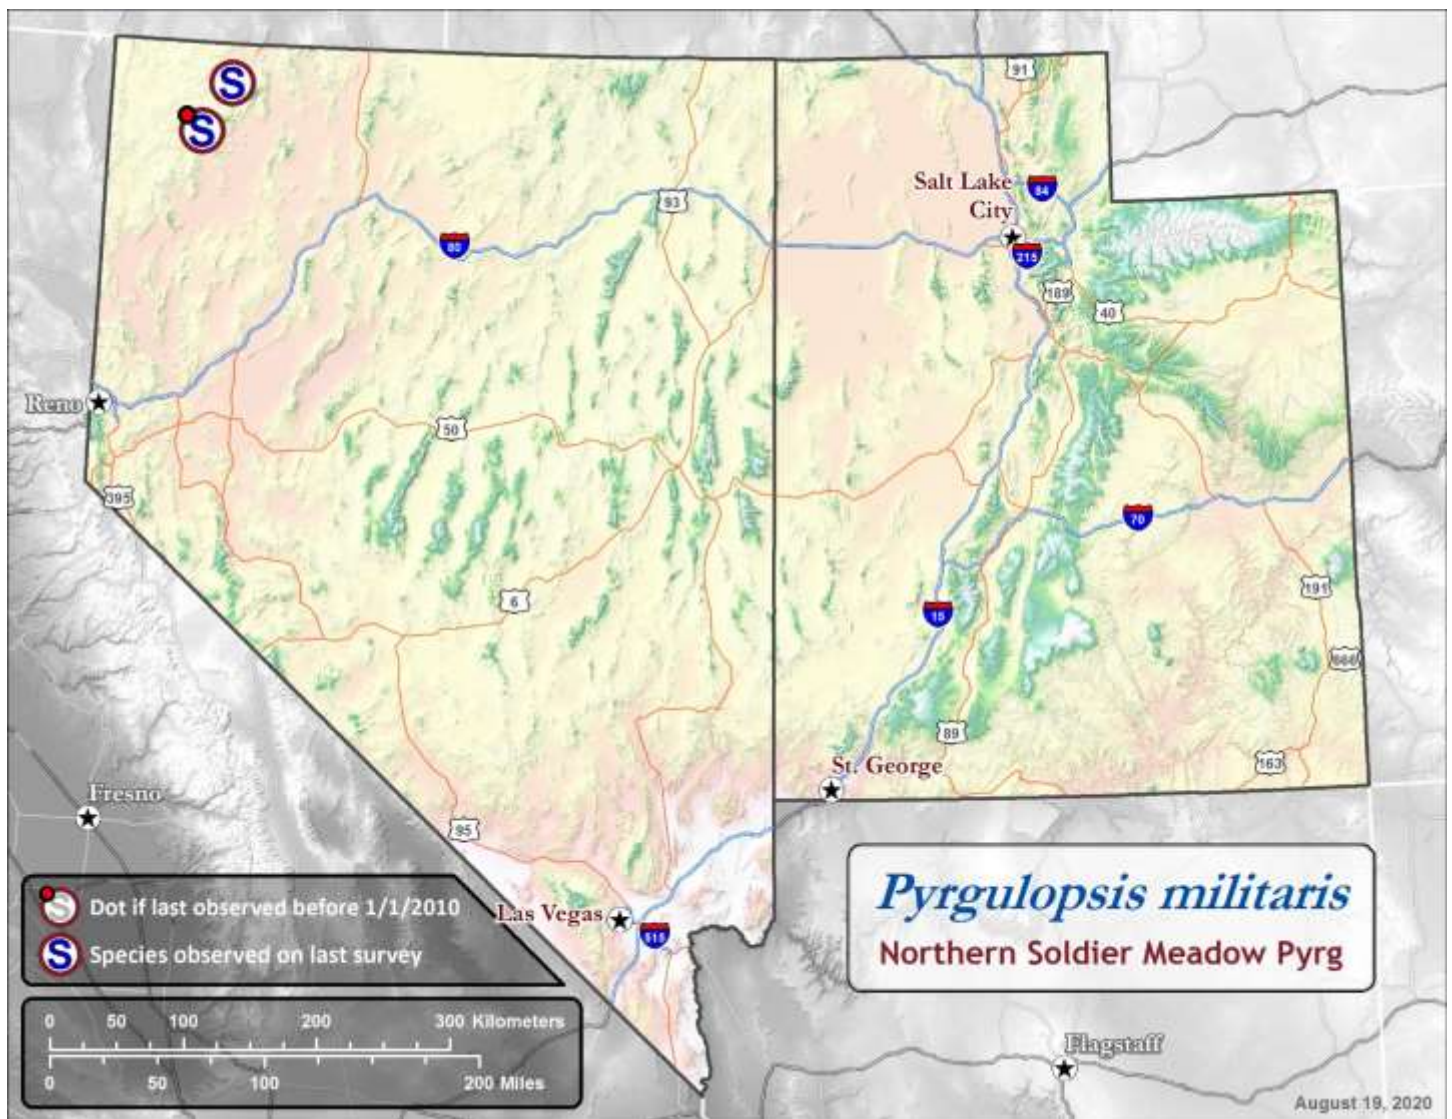 S
S
91
Salt Lake
City
84
93
80
215
189
40
Reno
50
395
70
6
191
15
666
89
163
St. George
Fresno
95
Las Vegas
515
S Dot if last observed before 1/1/2010
S Species observed on last survey
Pyrgulopsis militaris
Northern Soldier Meadow Pyrg
0 50 100 200 300 Kilometers
0 50 100 200 Miles
Flagstaff
August 19, 2020